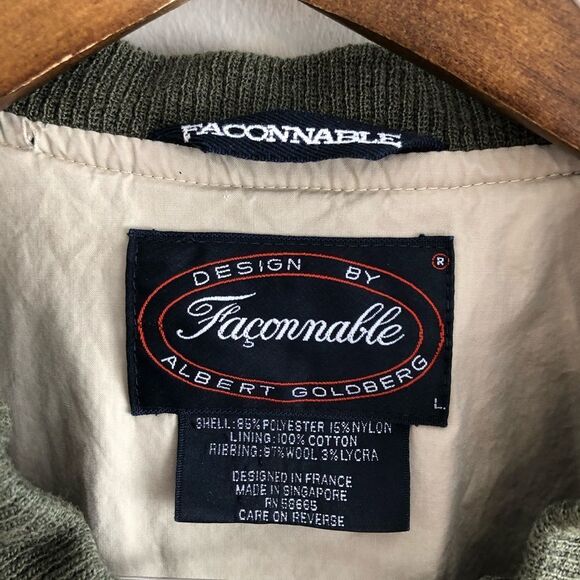 FACONNABLE
DESIGN BY
®
Façonnable
ALBERT GOLDBERG
L.
SHELL: 85% POLYESTER 15% NYLON
LINING: 100% COTTON
RIBBING: 97% WOOL 3% LYCRA
DESIGNED IN FRANCE
MADE IN SINGAPORE
RN 58665
CARE ON REVERSE